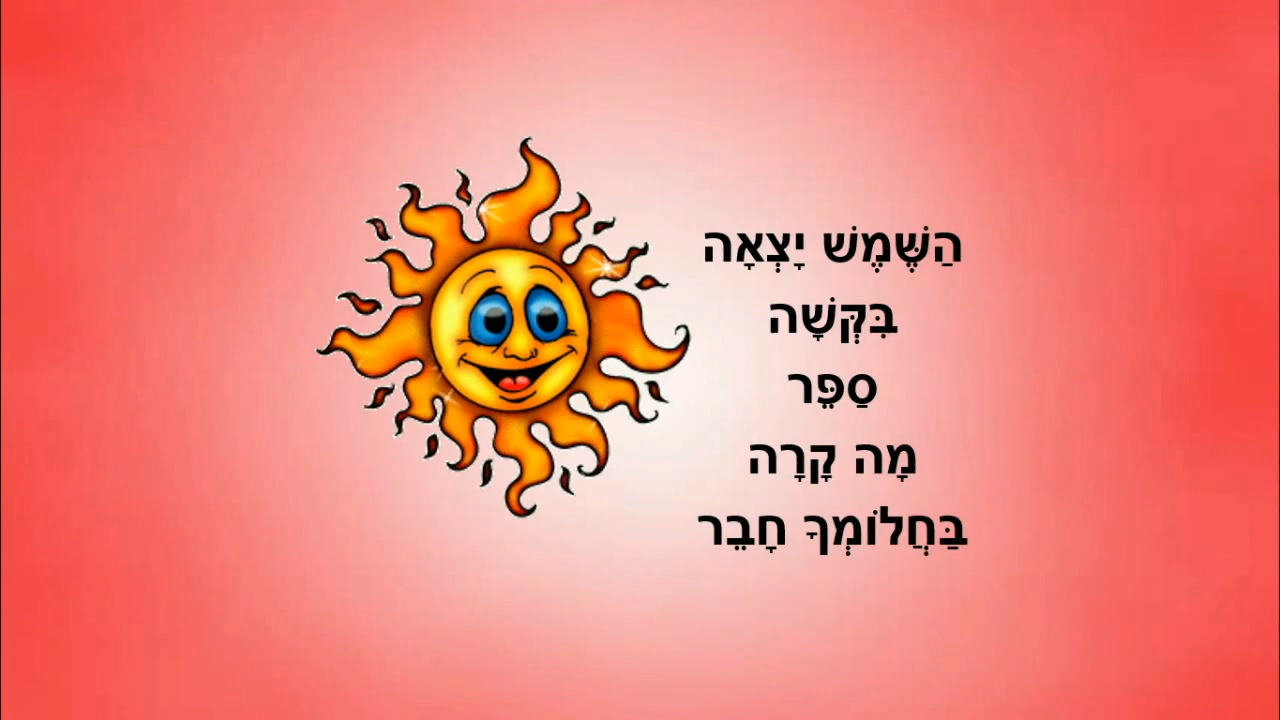 הַשֶּׁמֶשׁ יָצְאָה
בִּקְּשָׁה
סַפֵּר
מָה קָרָה
בַּחֲלוֹמְךָ חָבֵר